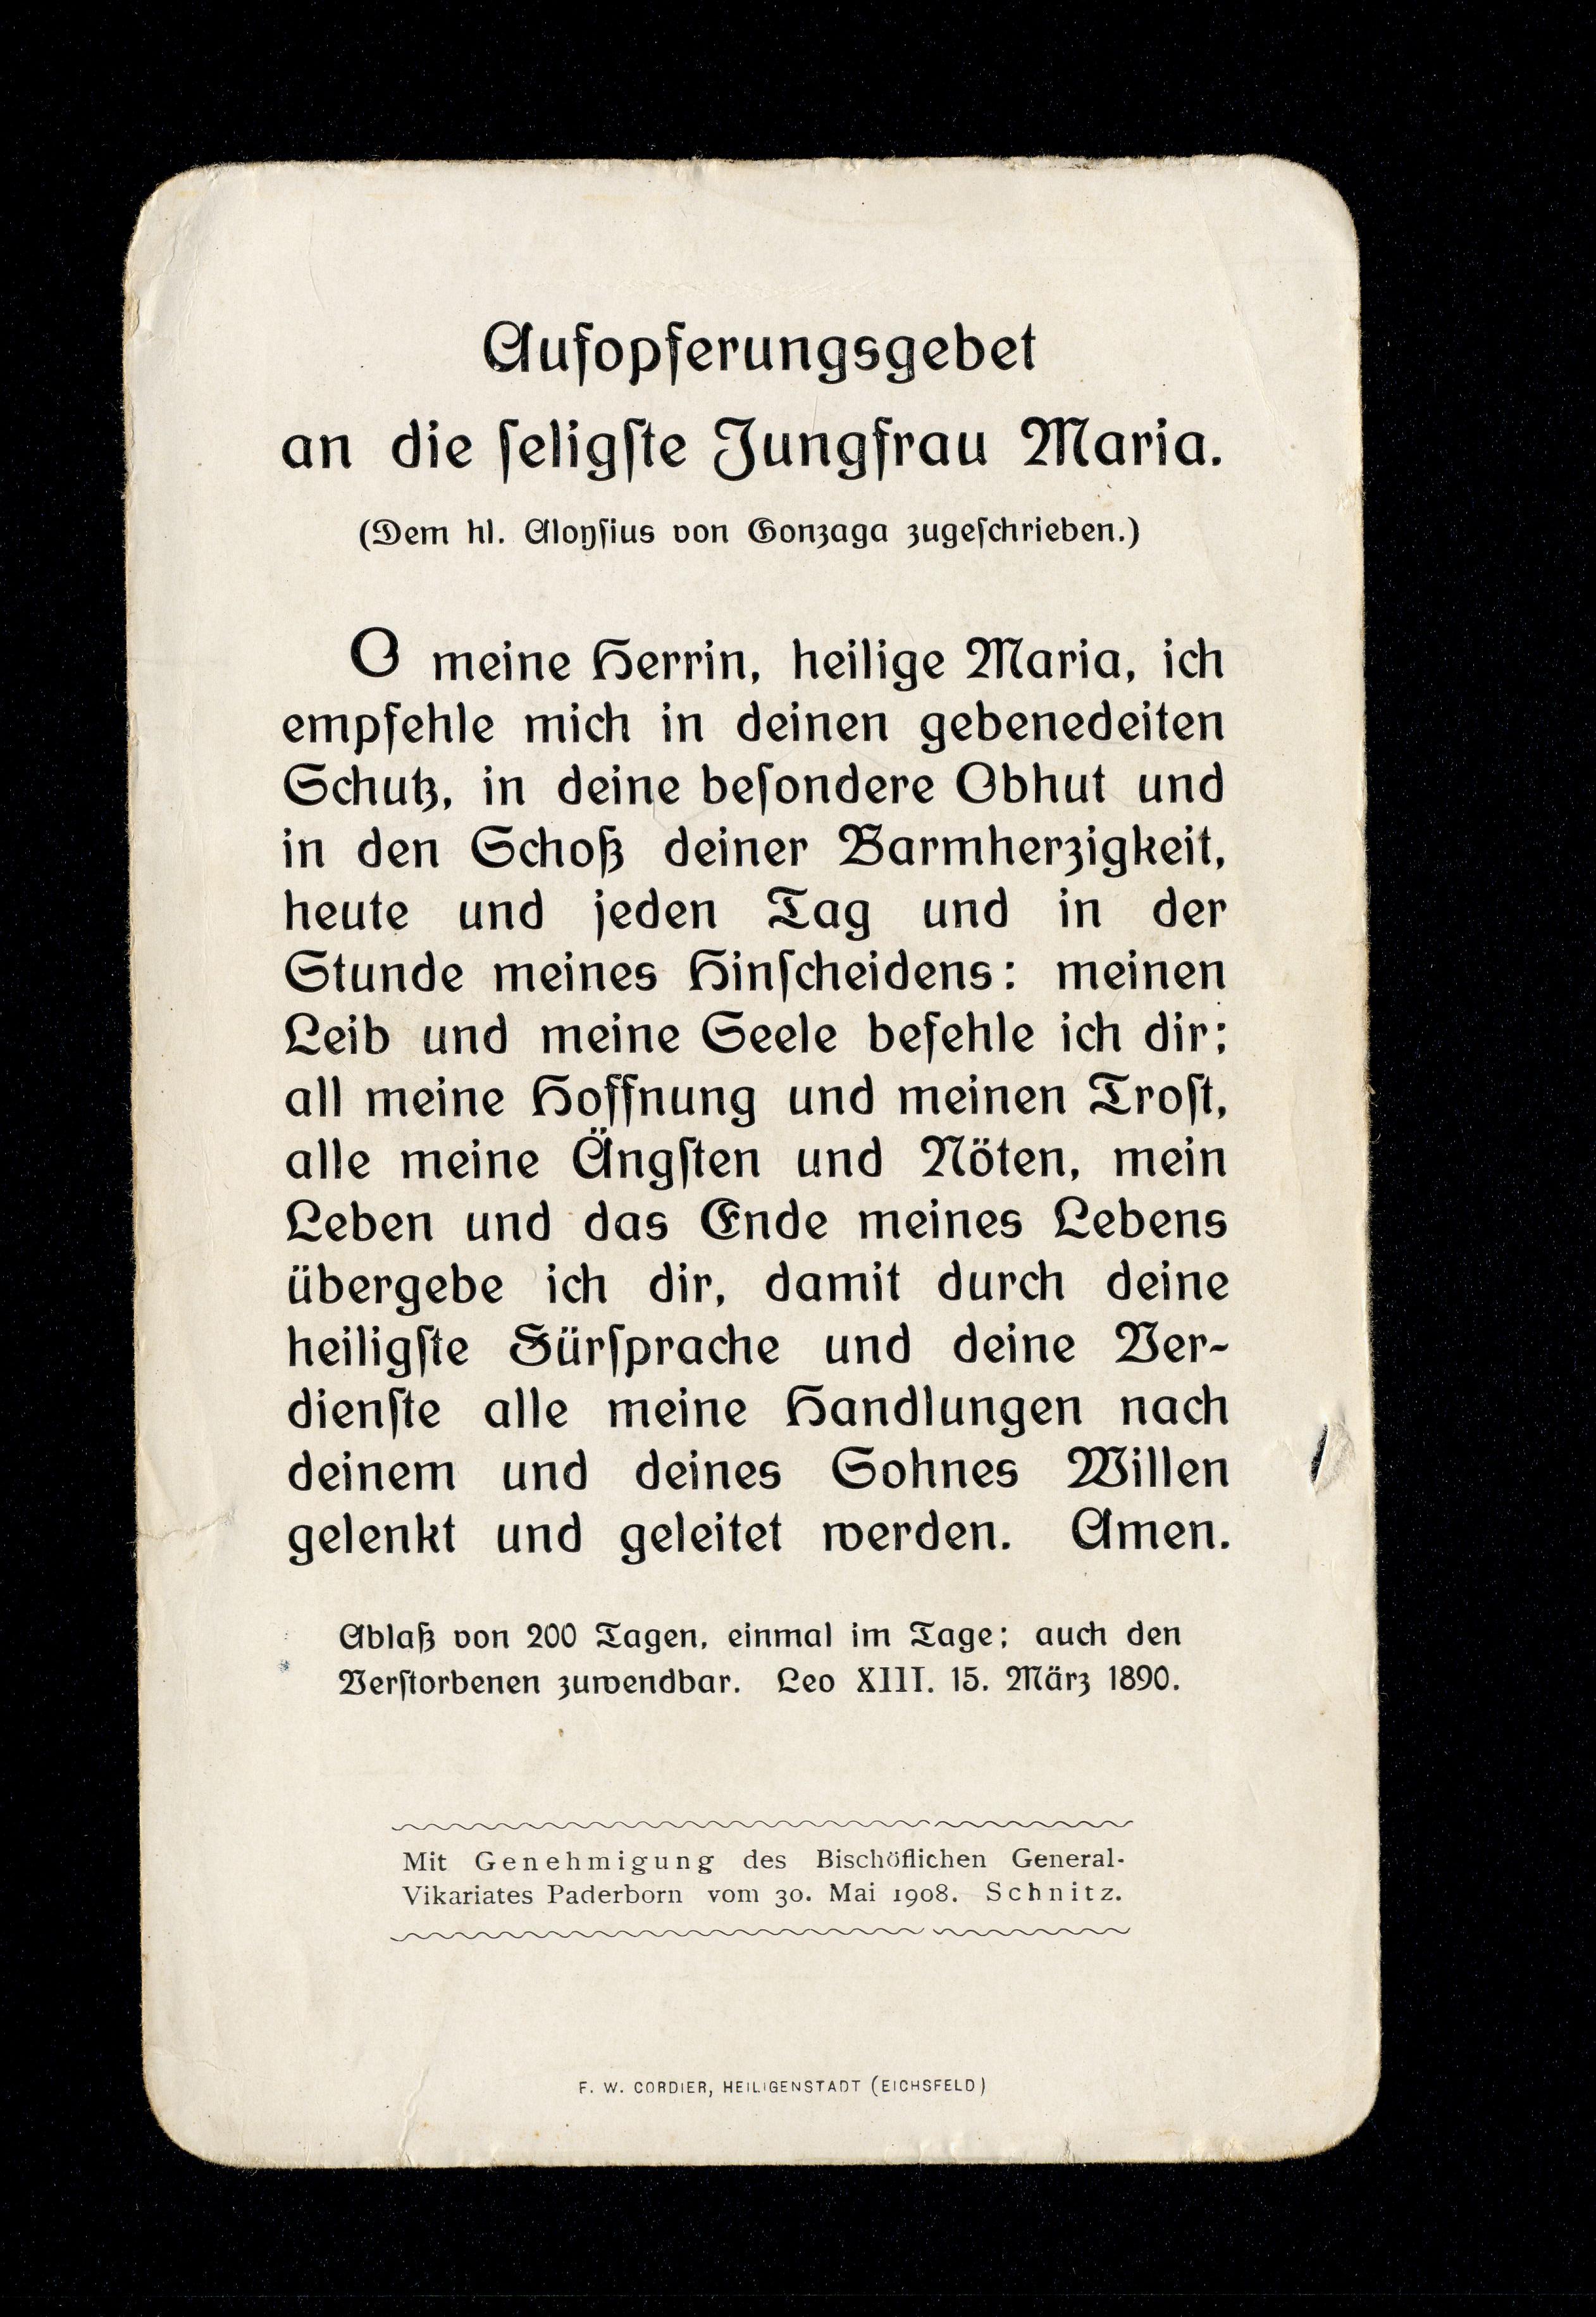 Aufopferungsgebet
an die ſeligſte Jungfrau Maria.
(Dem hl. Aloyſius von Gonzaga zugeſchrieben.)
O meine Herrin, heilige Maria, ich
empfehle mich in deinen gebenedeiten
Schutz, in deine beſondere Obhut und
in den Schoß deiner Barmherzigkeit,
heute und jeden Tag und in der
Stunde meines Hinſcheidens: meinen
Leib und meine Seele befehle ich dir;
all meine Hoffnung und meinen Troſt,
alle meine Ängſten und Nöten, mein
Leben und das Ende meines Lebens
übergebe ich dir, damit durch deine
heiligſte Fürſprache und deine Ver-
dienſte alle meine Handlungen nach
deinem und deines Sohnes Willen
gelenkt und geleitet werden. Amen.
Ablaß von 200 Tagen, einmal im Tage; auch den
Verſtorbenen zuwendbar. Leo XIII. 15. März 1890.
Mit Genehmigung des Bischöflichen General-
Vikariates Paderborn vom 30. Mai 1908. Schnitz.
F. W. CORDIER, HEILIGENSTADT (EICHSFELD)